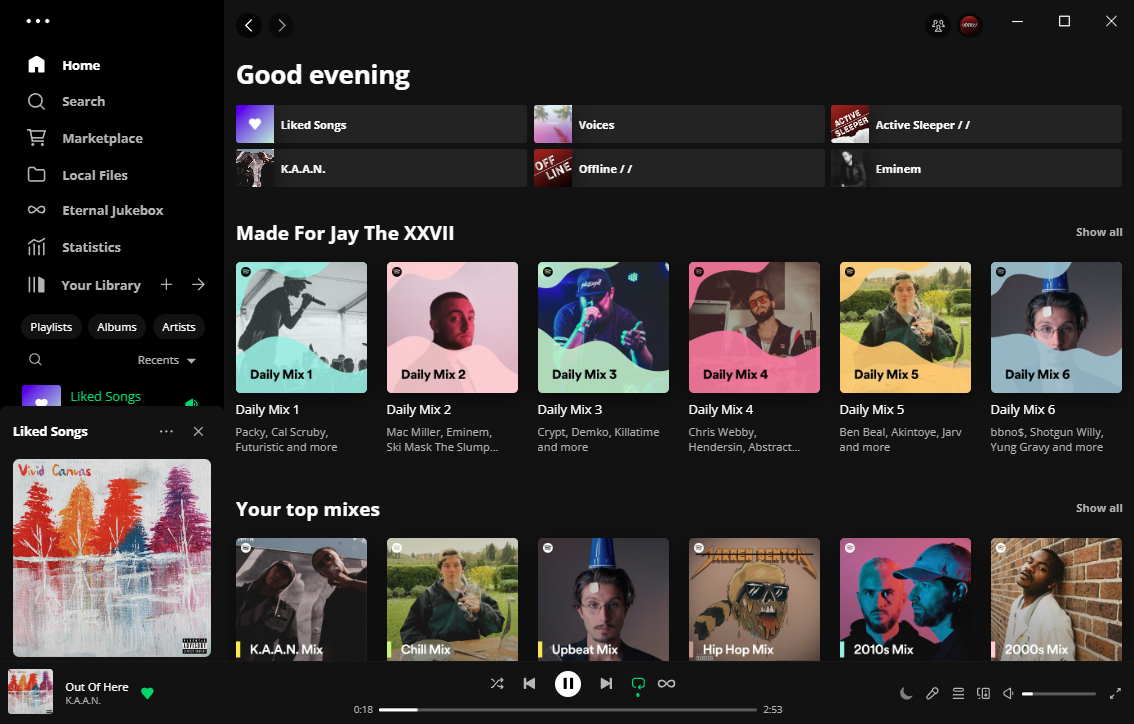 Home
Search
Marketplace
Local Files
Eternal Jukebox
Statistics
Your Library
Playlists
Albums
Artists
Recents
Liked Songs
Liked Songs
Vivid Canvas
Good evening
Liked Songs
Voices
ACTIVE
SLEEPER
Active Sleeper / /
K.A.A.N.
OFF
LINE
Offline / /
Eminem
Made For Jay The XXVII
Show all
Daily Mix 1
Daily Mix 2
Daily Mix 3
Daily Mix 4
Daily Mix 5
Daily Mix 6
Daily Mix 1
Daily Mix 2
Daily Mix 3
Daily Mix 4
Daily Mix 5
Daily Mix 6
Packy, Cal Scruby,
Futuristic and more
Mac Miller, Eminem,
Ski Mask The Slump...
Crypt, Demko, Killatime
and more
Chris Webby,
Hendersin, Abstract...
Ben Beal, Akintoye, Jarv
and more
bbno$, Shotgun Willy,
Yung Gravy and more
Your top mixes
Show all
K.A.A.N. Mix
Chill Mix
Upbeat Mix
Hip Hop Mix
2010s Mix
2000s Mix
Out Of Here
K.A.A.N.
0:18
2:53